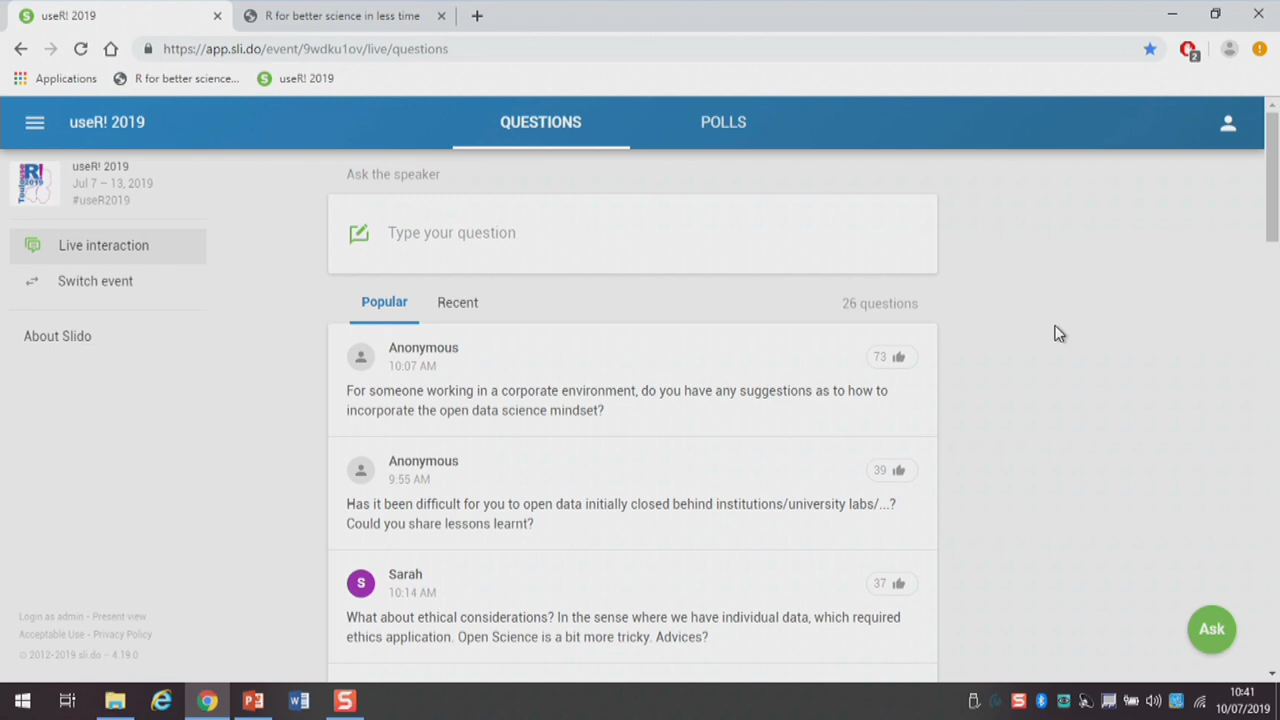 useR! 2019
R for better science in less time
https://app.sli.do/event/9wdku1ov/live/questions
2
Applications
R for better science...
useR! 2019
useR! 2019
QUESTIONS
POLLS
useR! 2019
Jul 7 – 13, 2019
#useR2019
Live interaction
Switch event
About Slido
Ask the speaker
Type your question
Popular
Recent
26 questions
Anonymous
10:07 AM
73
For someone working in a corporate environment, do you have any suggestions as to how to
incorporate the open data science mindset?
Anonymous
9:55 AM
39
Has it been difficult for you to open data initially closed behind institutions/university labs/...?
Could you share lessons learnt?
S
Sarah
10:14 AM
37
What about ethical considerations? In the sense where we have individual data, which required
ethics application. Open Science is a bit more tricky. Advices?
Login as admin - Present view
Acceptable Use - Privacy Policy
© 2012-2019 sli.do – 4.19.0
Ask
10:41
10/07/2019